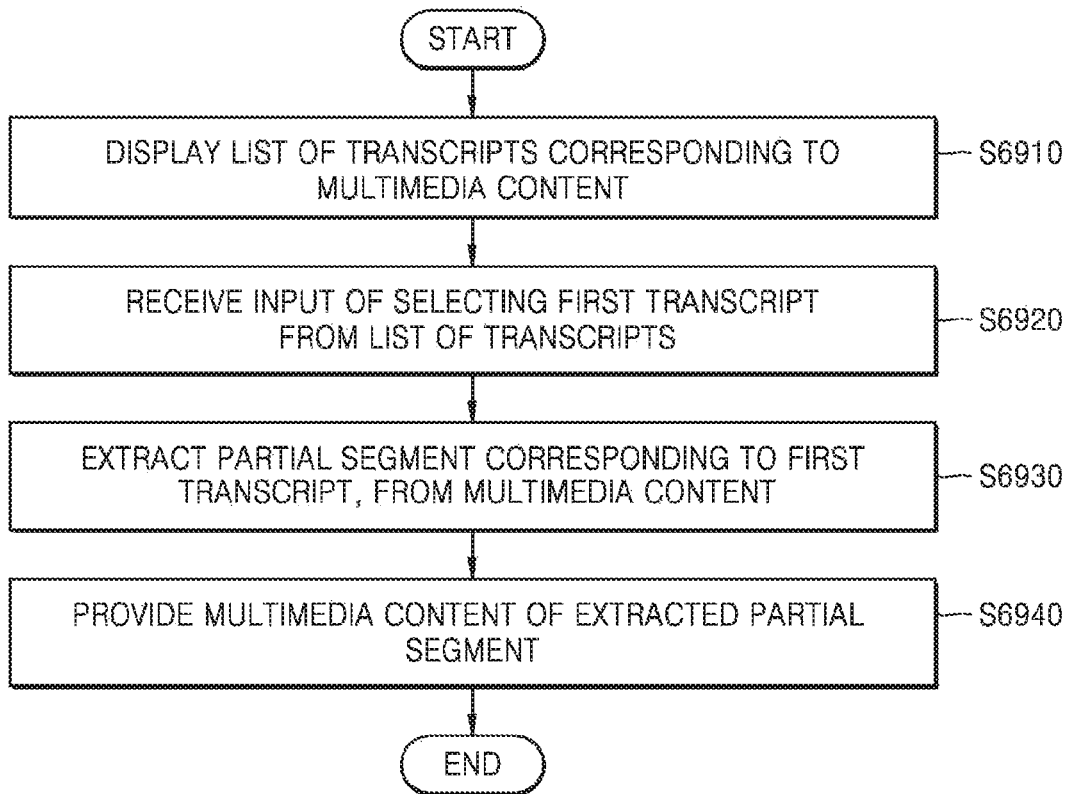 START
DISPLAY LIST OF TRANSCRIPTS CORRESPONDING TO
MULTIMEDIA CONTENT
S6910
RECEIVE INPUT OF SELECTING FIRST TRANSCRIPT
FROM LIST OF TRANSCRIPTS
S6920
EXTRACT PARTIAL SEGMENT CORRESPONDING TO FIRST
TRANSCRIPT, FROM MULTIMEDIA CONTENT
S6930
PROVIDE MULTIMEDIA CONTENT OF EXTRACTED PARTIAL
SEGMENT
S6940
END